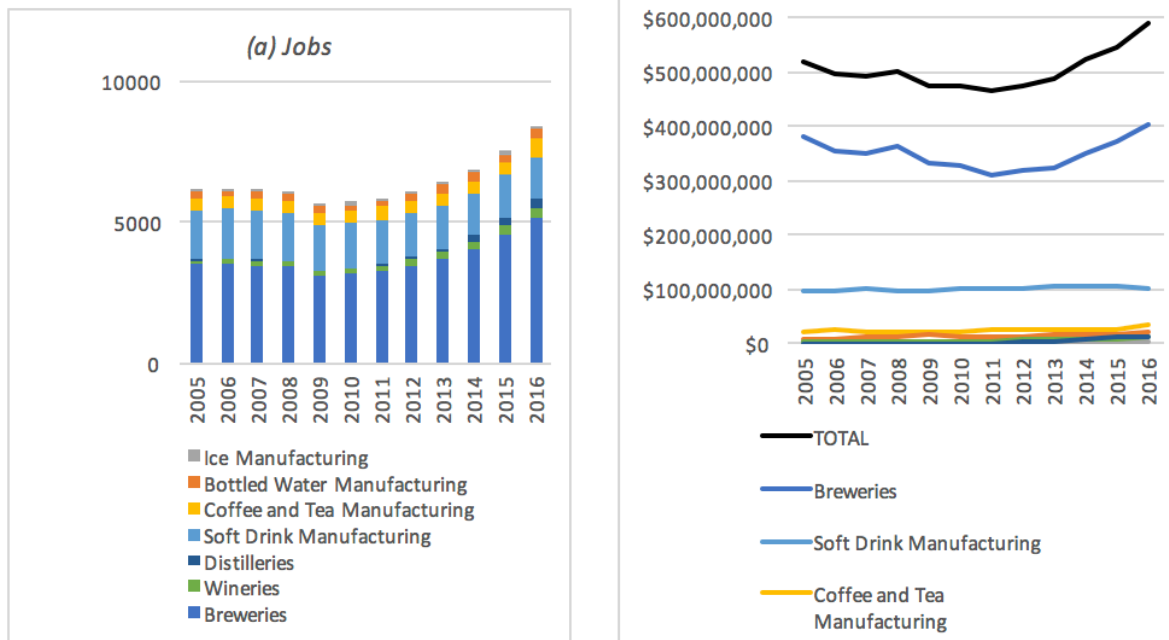 (a) Jobs
10000
5000
0
2005
2006
2007
2008
2009
2010
2011
2012
2013
2014
2015
2016
Ice Manufacturing
Bottled Water Manufacturing
Coffee and Tea Manufacturing
Soft Drink Manufacturing
Distilleries
Wineries
Breweries
$600,000,000
$500,000,000
$400,000,000
$300,000,000
$200,000,000
$100,000,000
$0
2005
2006
2007
2008
2009
2010
2011
2012
2013
2014
2015
2016
TOTAL
Breweries
Soft Drink Manufacturing
Coffee and Tea
Manufacturing